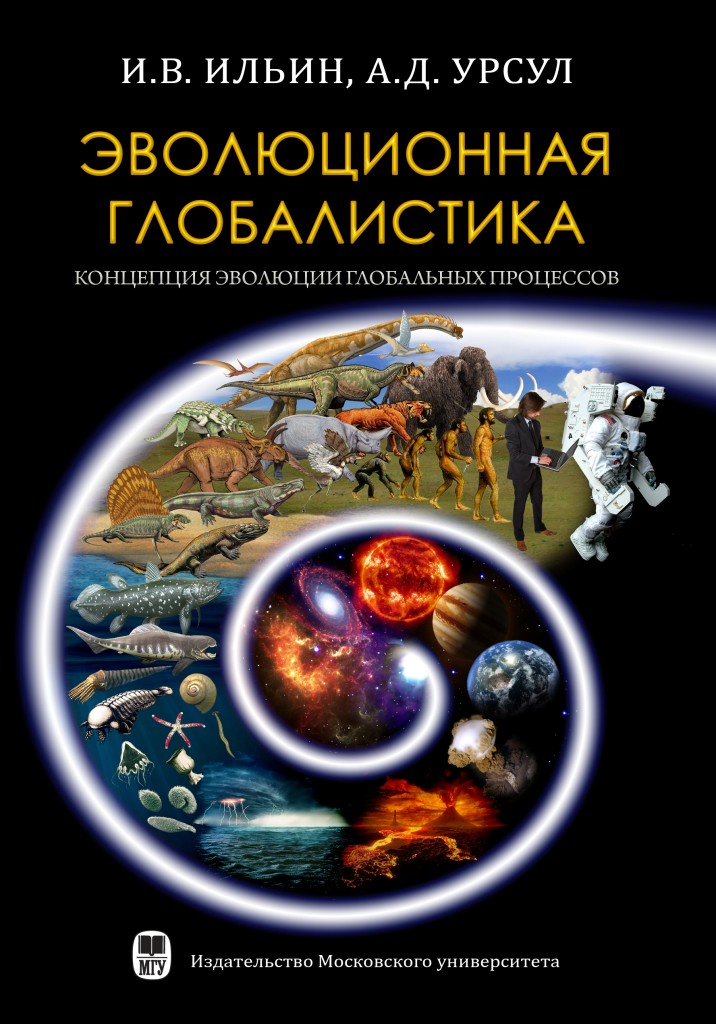 И.В. ИЛЬИН, А.Д. УРСУЛ
ЭВОЛЮЦИОННАЯ
ГЛОБАЛИСТИКА
КОНЦЕПЦИЯ ЭВОЛЮЦИИ ГЛОБАЛЬНЫХ ПРОЦЕССОВ
МГУ
Издательство Московского университета